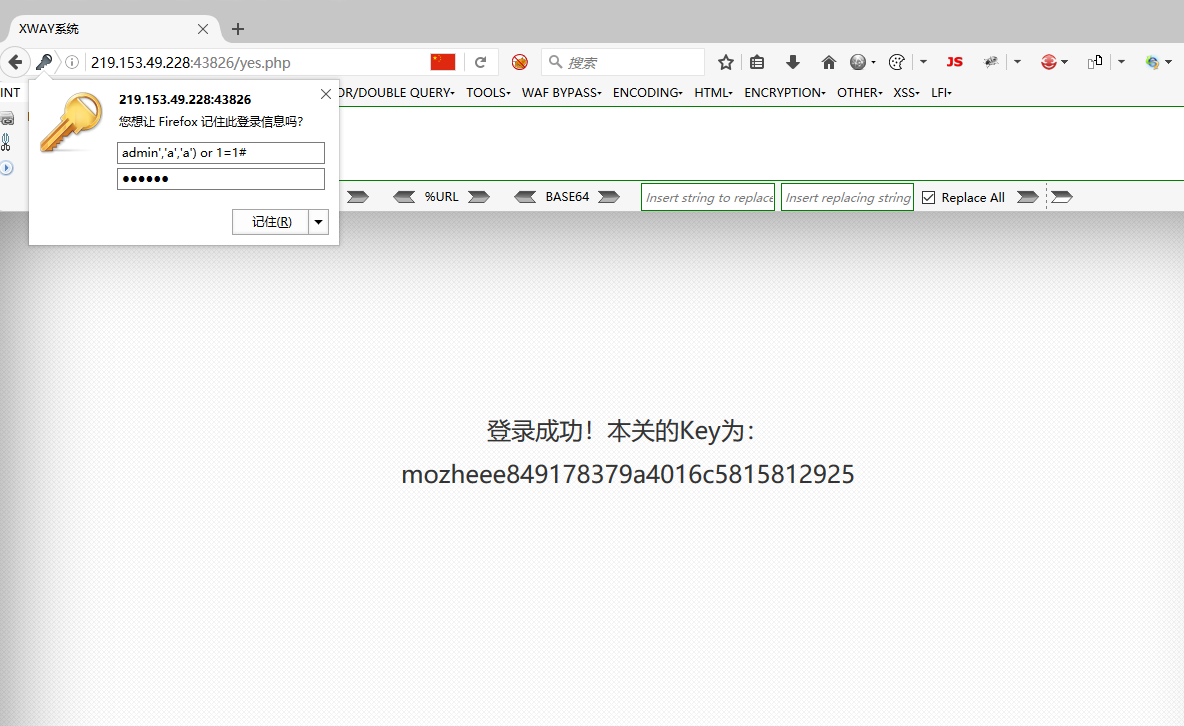 XWAY系统
219.153.49.228:43826/yes.php
搜索
JS
INT
OR/DOUBLE QUERY
TOOLS
WAF BYPASS
ENCODING
HTML
ENCRYPTION
OTHER
XSS
LFI
219.153.49.228:43826
您想让 Firefox 记住此登录信息吗?
admin','a','a') or 1=1#
●●●●●●
记住(R)
%URL
BASE64
Insert string to replace
Insert replacing string
Replace All
登录成功！本关的Key为：
mozheee849178379a4016c5815812925